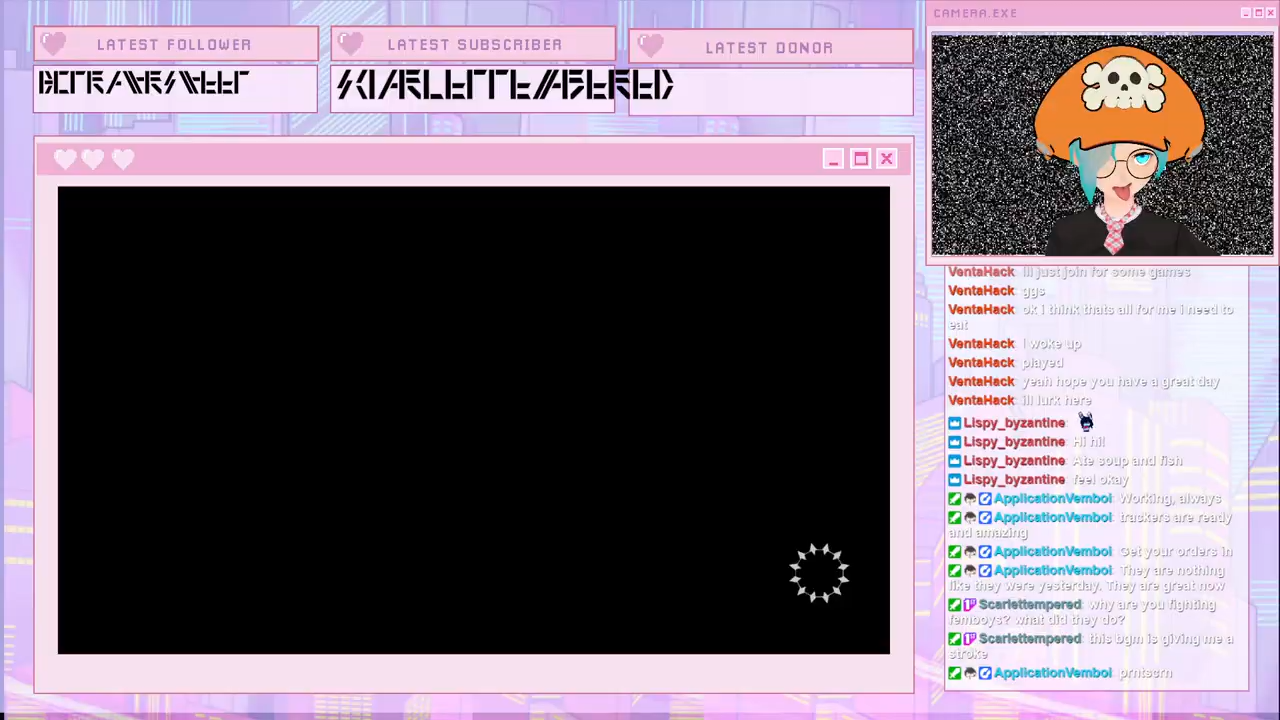 CAMERA.EXE
LATEST FOLLOWER
LATEST SUBSCRIBER
LATEST DONOR
VentaHack: ill just join for some games
VentaHack: ggs
VentaHack: ok i think thats all for me i need to
eat
VentaHack: I woke up
VentaHack: played
VentaHack: yeah hope you have a great day
VentaHack: ill lurk here
Lispy_byzantine:
Lispy_byzantine: Hi hi!
Lispy_byzantine: Ate soup and fish
Lispy_byzantine: feel okay
ApplicationVembol: Working, always
ApplicationVembol: trackers are ready
and amazing
ApplicationVembol: Get your orders in
ApplicationVembol: They are nothing
like they were yesterday. They are great now
Scarlettempered: why are you fighting
femboys? what did they do?
Scarlettempered: this bgm is giving me a
stroke
ApplicationVembol: prntscrn